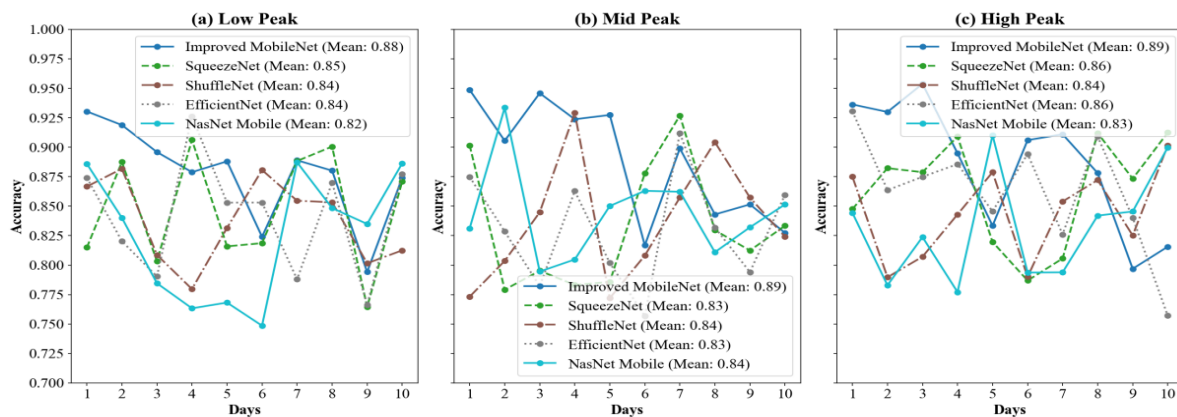 (a) Low Peak
(b) Mid Peak
(c) High Peak
Accuracy
1.000
0.975
0.950
0.925
0.900
0.875
0.850
0.825
0.800
0.775
0.750
0.725
0.700
Improved MobileNet (Mean: 0.88)
SqueezeNet (Mean: 0.85)
ShuffleNet (Mean: 0.84)
EfficientNet (Mean: 0.84)
NasNet Mobile (Mean: 0.82)
1 2 3 4 5 6 7 8 9 10
Days
Accuracy
Improved MobileNet (Mean: 0.89)
SqueezeNet (Mean: 0.83)
ShuffleNet (Mean: 0.84)
EfficientNet (Mean: 0.83)
NasNet Mobile (Mean: 0.84)
1 2 3 4 5 6 7 8 9 10
Days
Accuracy
Improved MobileNet (Mean: 0.89)
SqueezeNet (Mean: 0.86)
ShuffleNet (Mean: 0.84)
EfficientNet (Mean: 0.86)
NasNet Mobile (Mean: 0.83)
1 2 3 4 5 6 7 8 9 10
Days